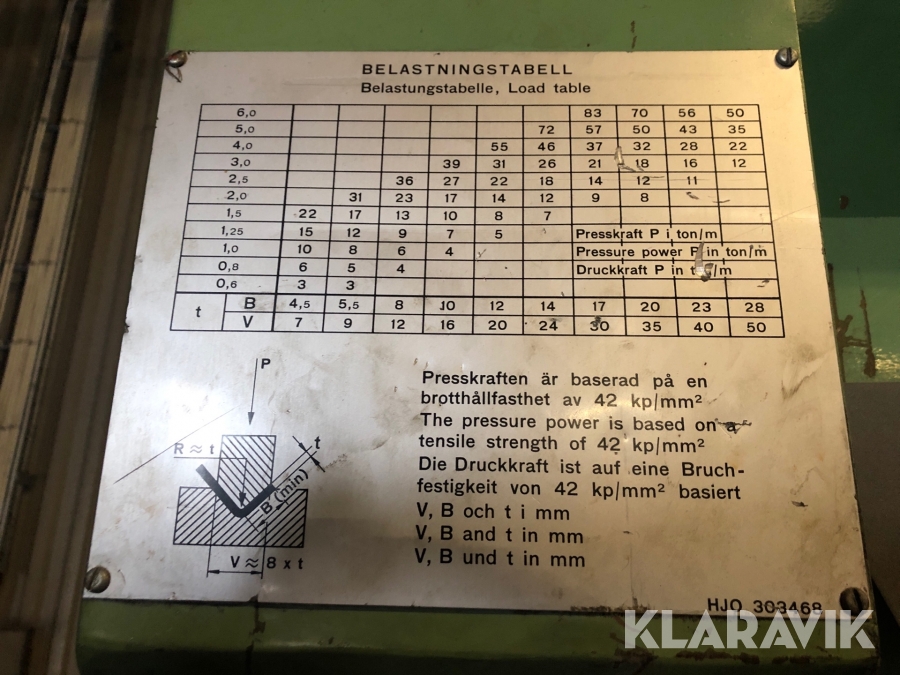 BELASTNINGSTABELL
Belastungstabelle, Load table
6,0 83 70 56 50
5,0 72 57 50 43 35
4,0 55 46 37 32 28 22
3,0 39 31 26 21 18 16 12
2,5 36 27 22 18 14 12 11
2,0 31 23 17 14 12 9 8
1,5 22 17 13 10 8 7
1,25 15 12 9 7 5 Presskraft P i ton/m
1,0 10 8 6 4 Pressure power P in ton/m
0,8 6 5 4 Druckkraft P in t/m
0,6 3 3
t B 4,5 5,5 8 10 12 14 17 20 23 28
V 7 9 12 16 20 24 30 35 40 50
P
R ≈ t
t
B (min)
V ≈ 8 x t
Presskraften är baserad på en
brotthållfasthet av 42 kp/mm²
The pressure power is based on a
tensile strength of 42 kp/mm²
Die Druckkraft ist auf eine Bruch-
festigkeit von 42 kp/mm² basiert
V, B och t i mm
V, B and t in mm
V, B und t in mm
HJO 303468
KLARAVIK